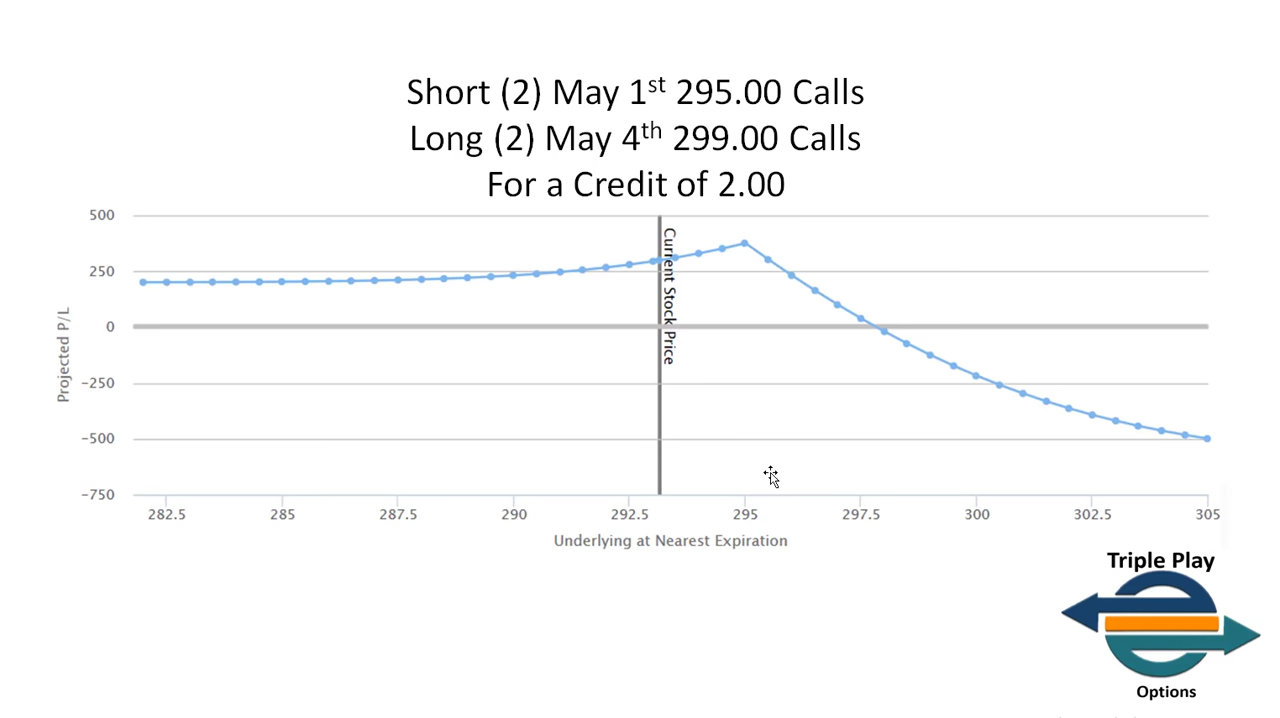 Short (2) May 1st 295.00 Calls
Long (2) May 4th 299.00 Calls
For a Credit of 2.00
500
250
0
−250
−500
−750
Projected P/L
Current Stock Price
282.5 285 287.5 290 292.5 295 297.5 300 302.5 305
Underlying at Nearest Expiration
Triple Play
Options